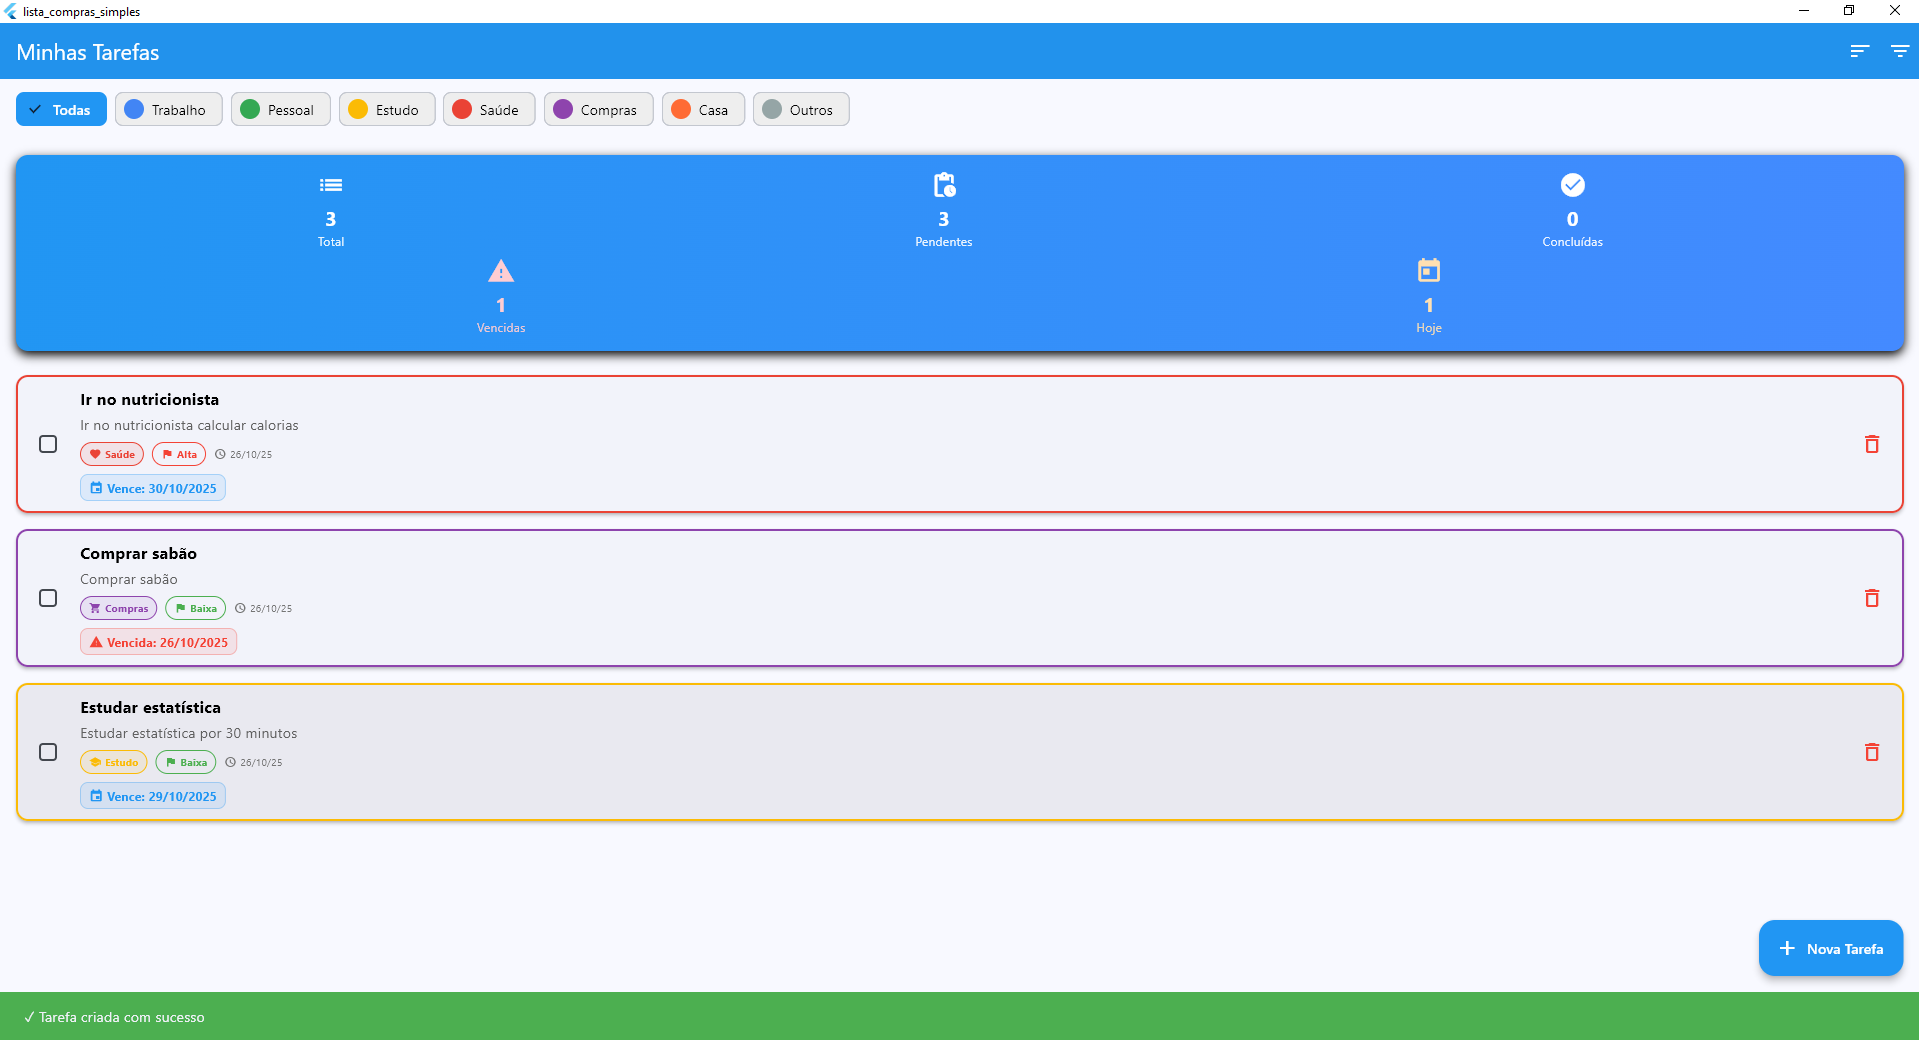 lista_compras_simples
Minhas Tarefas
Todas
Trabalho
Pessoal
Estudo
Saúde
Compras
Casa
Outros
3
Total
3
Pendentes
0
Concluídas
1
Vencidas
1
Hoje
Ir no nutricionista
Ir no nutricionista calcular calorias
Saúde Alta 26/10/25
Vence: 30/10/2025
Comprar sabão
Comprar sabão
Compras Baixa 26/10/25
Vencida: 26/10/2025
Estudar estatística
Estudar estatística por 30 minutos
Estudo Baixa 26/10/25
Vence: 29/10/2025
+ Nova Tarefa
✓ Tarefa criada com sucesso